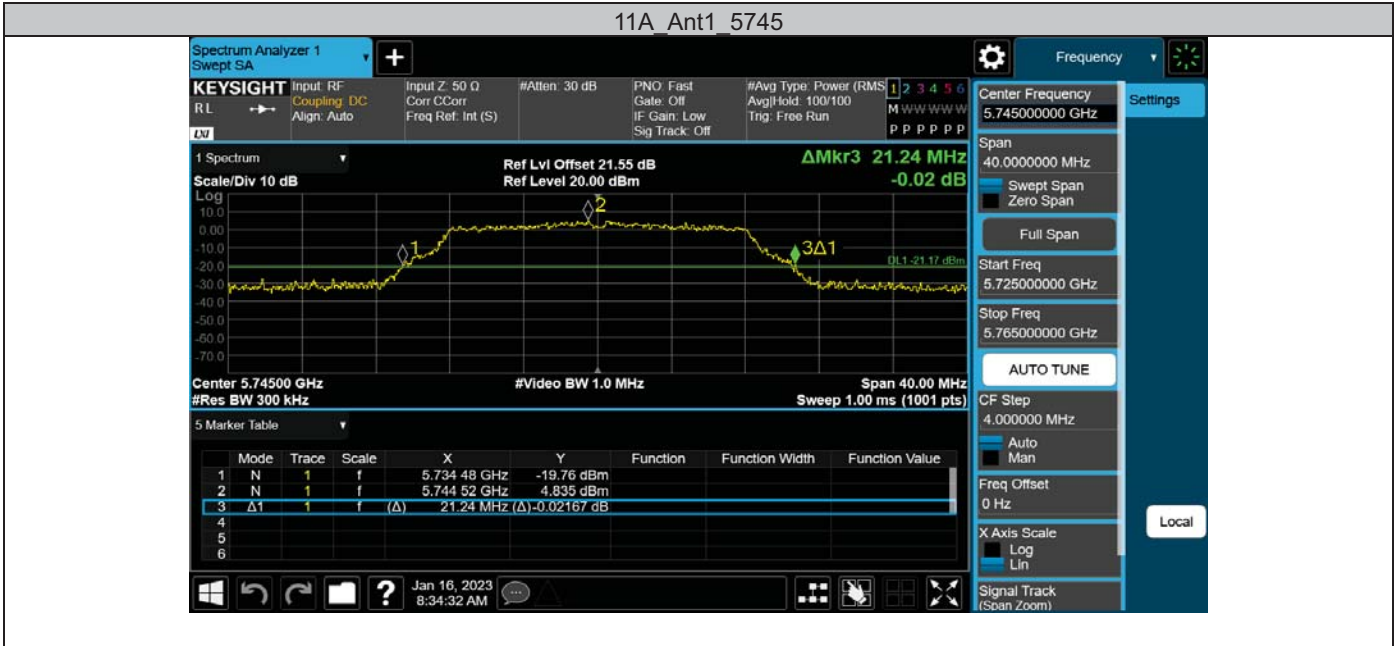 11A_Ant1_5745
Spectrum Analyzer 1
Swept SA
+
Frequency
KEYSIGHT
RL
LXI
Input: RF
Coupling: DC
Align: Auto
Input Z: 50 Ω
Corr CCorr
Freq Ref: Int (S)
#Atten: 30 dB
PNO: Fast
Gate: Off
IF Gain: Low
Sig Track: Off
#Avg Type: Power (RMS
Avg|Hold: 100/100
Trig: Free Run
1 2 3 4 5 6
M W W W W W
P P P P P P
1 Spectrum
Scale/Div 10 dB
Ref Lvl Offset 21.55 dB
Ref Level 20.00 dBm
ΔMkr3 21.24 MHz
-0.02 dB
Log
10.0
0.00
-10.0
-20.0
-30.0
-40.0
-50.0
-60.0
-70.0
1
2
3Δ1
DL1 -21.17 dBm
Center 5.74500 GHz
#Res BW 300 kHz
#Video BW 1.0 MHz
Span 40.00 MHz
Sweep 1.00 ms (1001 pts)
5 Marker Table
Mode Trace Scale X Y Function Function Width Function Value
1 N 1 f 5.734 48 GHz -19.76 dBm
2 N 1 f 5.744 52 GHz 4.835 dBm
3 Δ1 1 f (Δ) 21.24 MHz (Δ) -0.02167 dB
4
5
6
?
Jan 16, 2023
8:34:32 AM
Center Frequency
5.745000000 GHz
Settings
Span
40.0000000 MHz
Swept Span
Zero Span
Full Span
Start Freq
5.725000000 GHz
Stop Freq
5.765000000 GHz
AUTO TUNE
CF Step
4.000000 MHz
Auto
Man
Freq Offset
0 Hz
Local
X Axis Scale
Log
Lin
Signal Track
(Span Zoom)